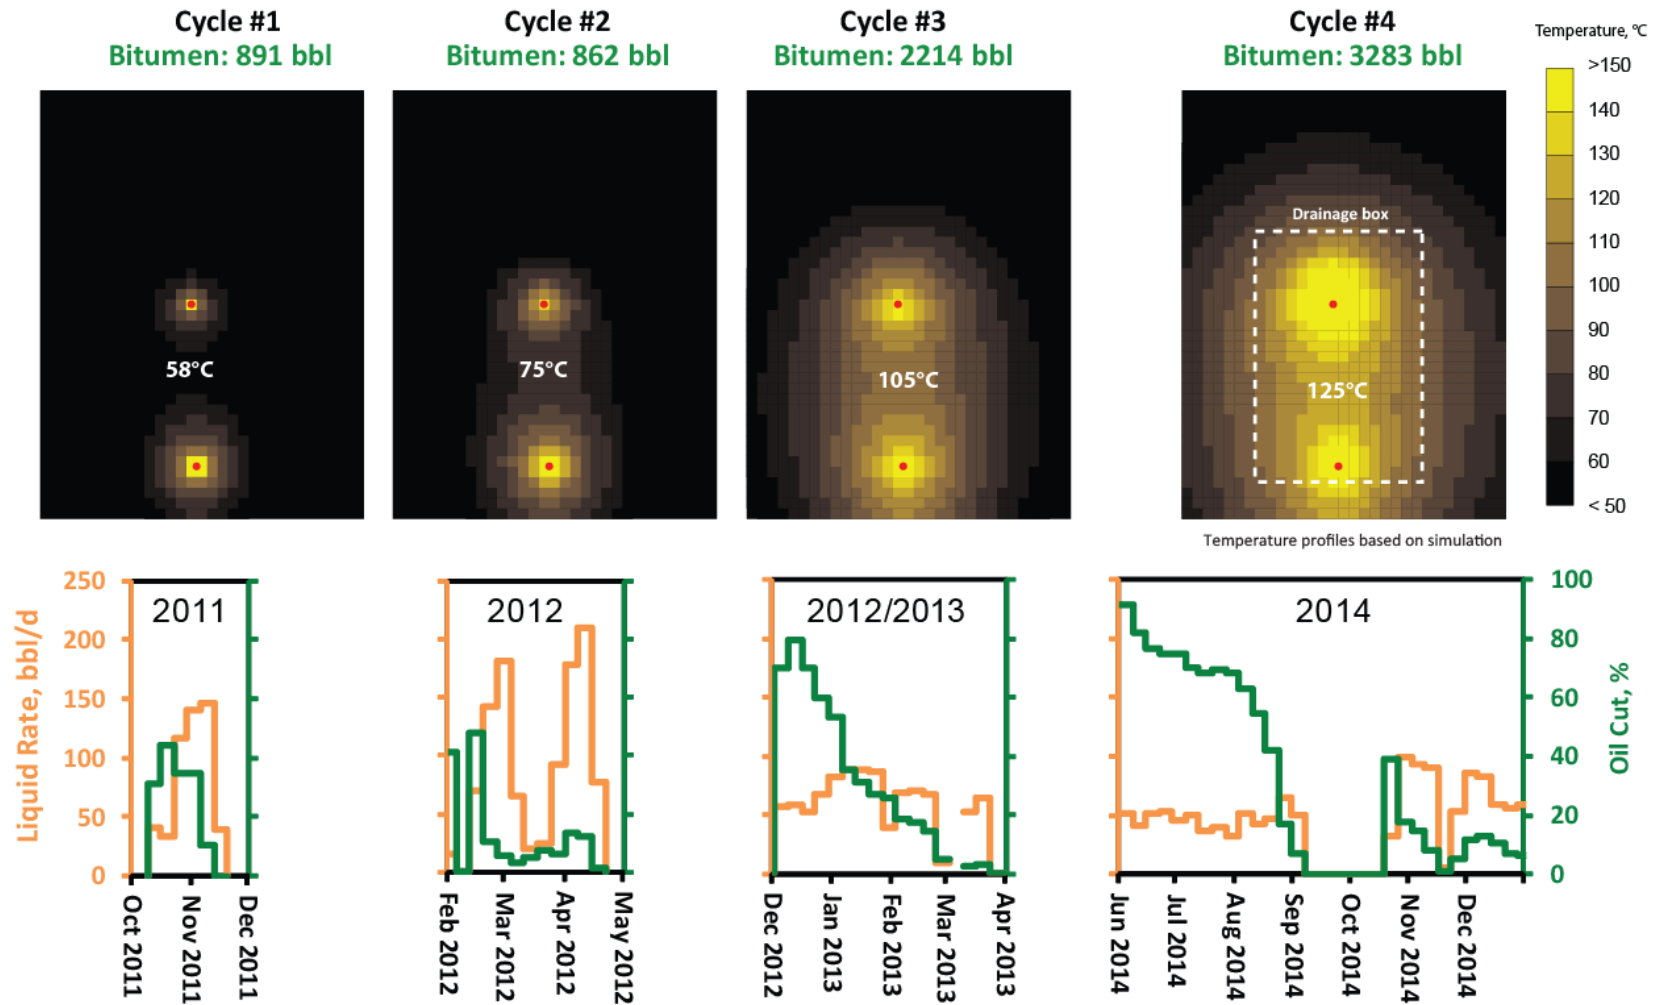 Cycle #1
Bitumen: 891 bbl
Cycle #2
Bitumen: 862 bbl
Cycle #3
Bitumen: 2214 bbl
Cycle #4
Bitumen: 3283 bbl
Temperature, °C
>150
140
130
120
110
100
90
80
70
60
< 50
58°C
75°C
105°C
Drainage box
125°C
Temperature profiles based on simulation
Liquid Rate, bbl/d
250
200
150
100
50
0
2011
Oct 2011
Nov 2011
Dec 2011
2012
Feb 2012
Mar 2012
Apr 2012
May 2012
2012/2013
Dec 2012
Jan 2013
Feb 2013
Mar 2013
Apr 2013
2014
Jun 2014
Jul 2014
Aug 2014
Sep 2014
Oct 2014
Nov 2014
Dec 2014
100
80
60
40
20
0
Oil Cut, %